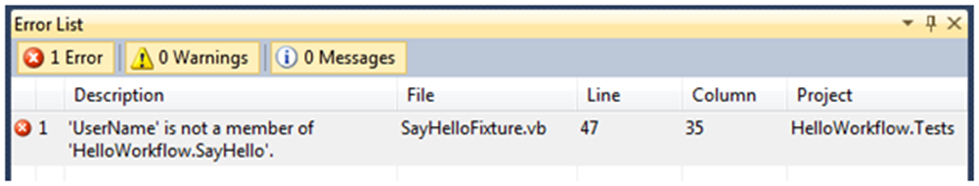 Error List
1 Error 0 Warnings 0 Messages
Description File Line Column Project
1 'UserName' is not a member of 'HelloWorkflow.SayHello'. SayHelloFixture.vb 47 35 HelloWorkflow.Tests